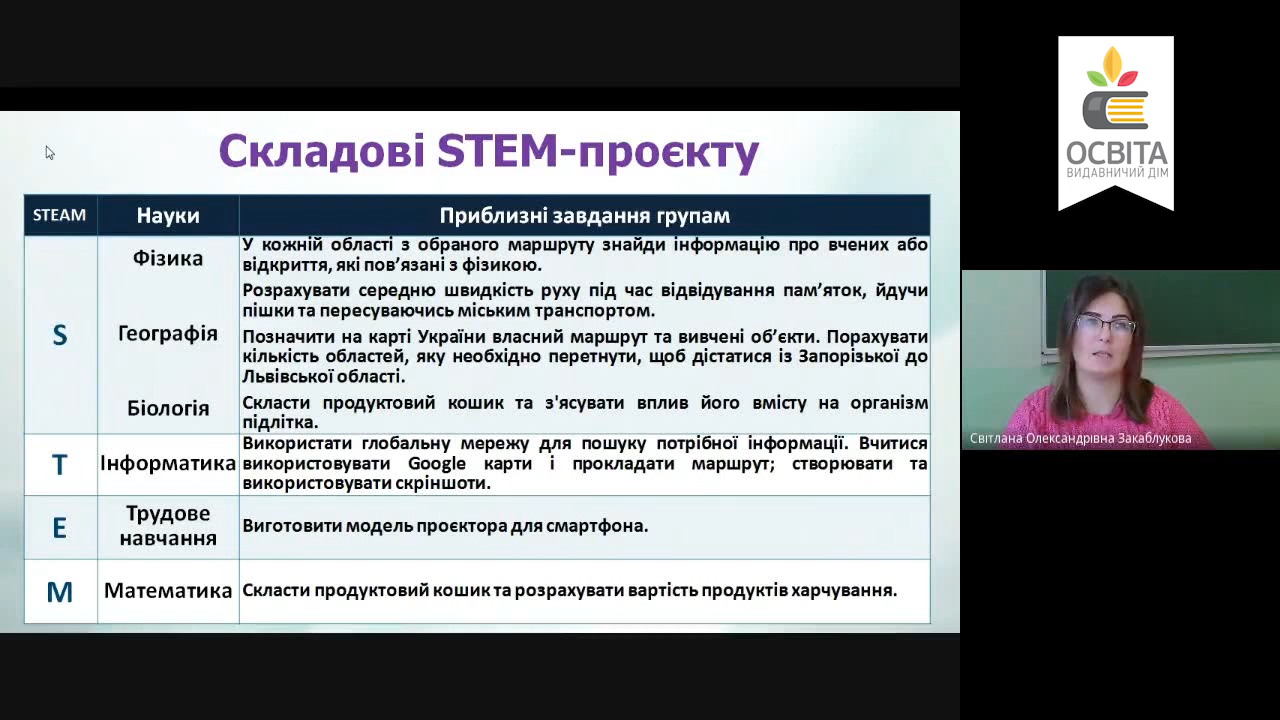 Складові STEM-проєкту
STEAM
Науки
Приблизні завдання групам
S
Фізика
У кожній області з обраного маршруту знайди інформацію про вчених або
відкриття, які пов’язані з фізикою.
Розрахувати середню швидкість руху під час відвідування пам’яток, йдучи
пішки та пересуваючись міським транспортом.
Географія
Позначити на карті України власний маршрут та вивчені об’єкти. Порахувати
кількість областей, яку необхідно перетнути, щоб дістатися із Запорізької до
Львівської області.
Біологія
Скласти продуктовий кошик та з'ясувати вплив його вмісту на організм
підлітка.
T
Інформатика
Використати глобальну мережу для пошуку потрібної інформації. Вчитися
використовувати Google карти і прокладати маршрут; створювати та
використовувати скріншоти.
E
Трудове
навчання
Виготовити модель проєктора для смартфона.
M
Математика
Скласти продуктовий кошик та розрахувати вартість продуктів харчування.
ОСВІТА
ВИДАВНИЧИЙ ДІМ
Світлана Олександрівна Закаблукова